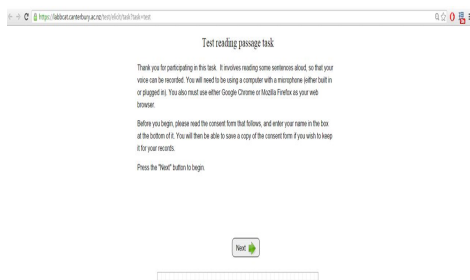 https://labbcat.canterbury.ac.nz/test/elicit/task?task=test
Test reading passage task
Thank you for participating in this task. It involves reading some sentences aloud, so that your
voice can be recorded. You will need to be using a computer with a microphone (either built in
or plugged in). You also must use either Google Chrome or Mozilla Firefox as your web
browser.
Before you begin, please read the consent form that follows, and enter your name in the box
at the bottom of it. You will then be able to save a copy of the consent form if you wish to keep
it for your records.
Press the "Next" button to begin.
Next